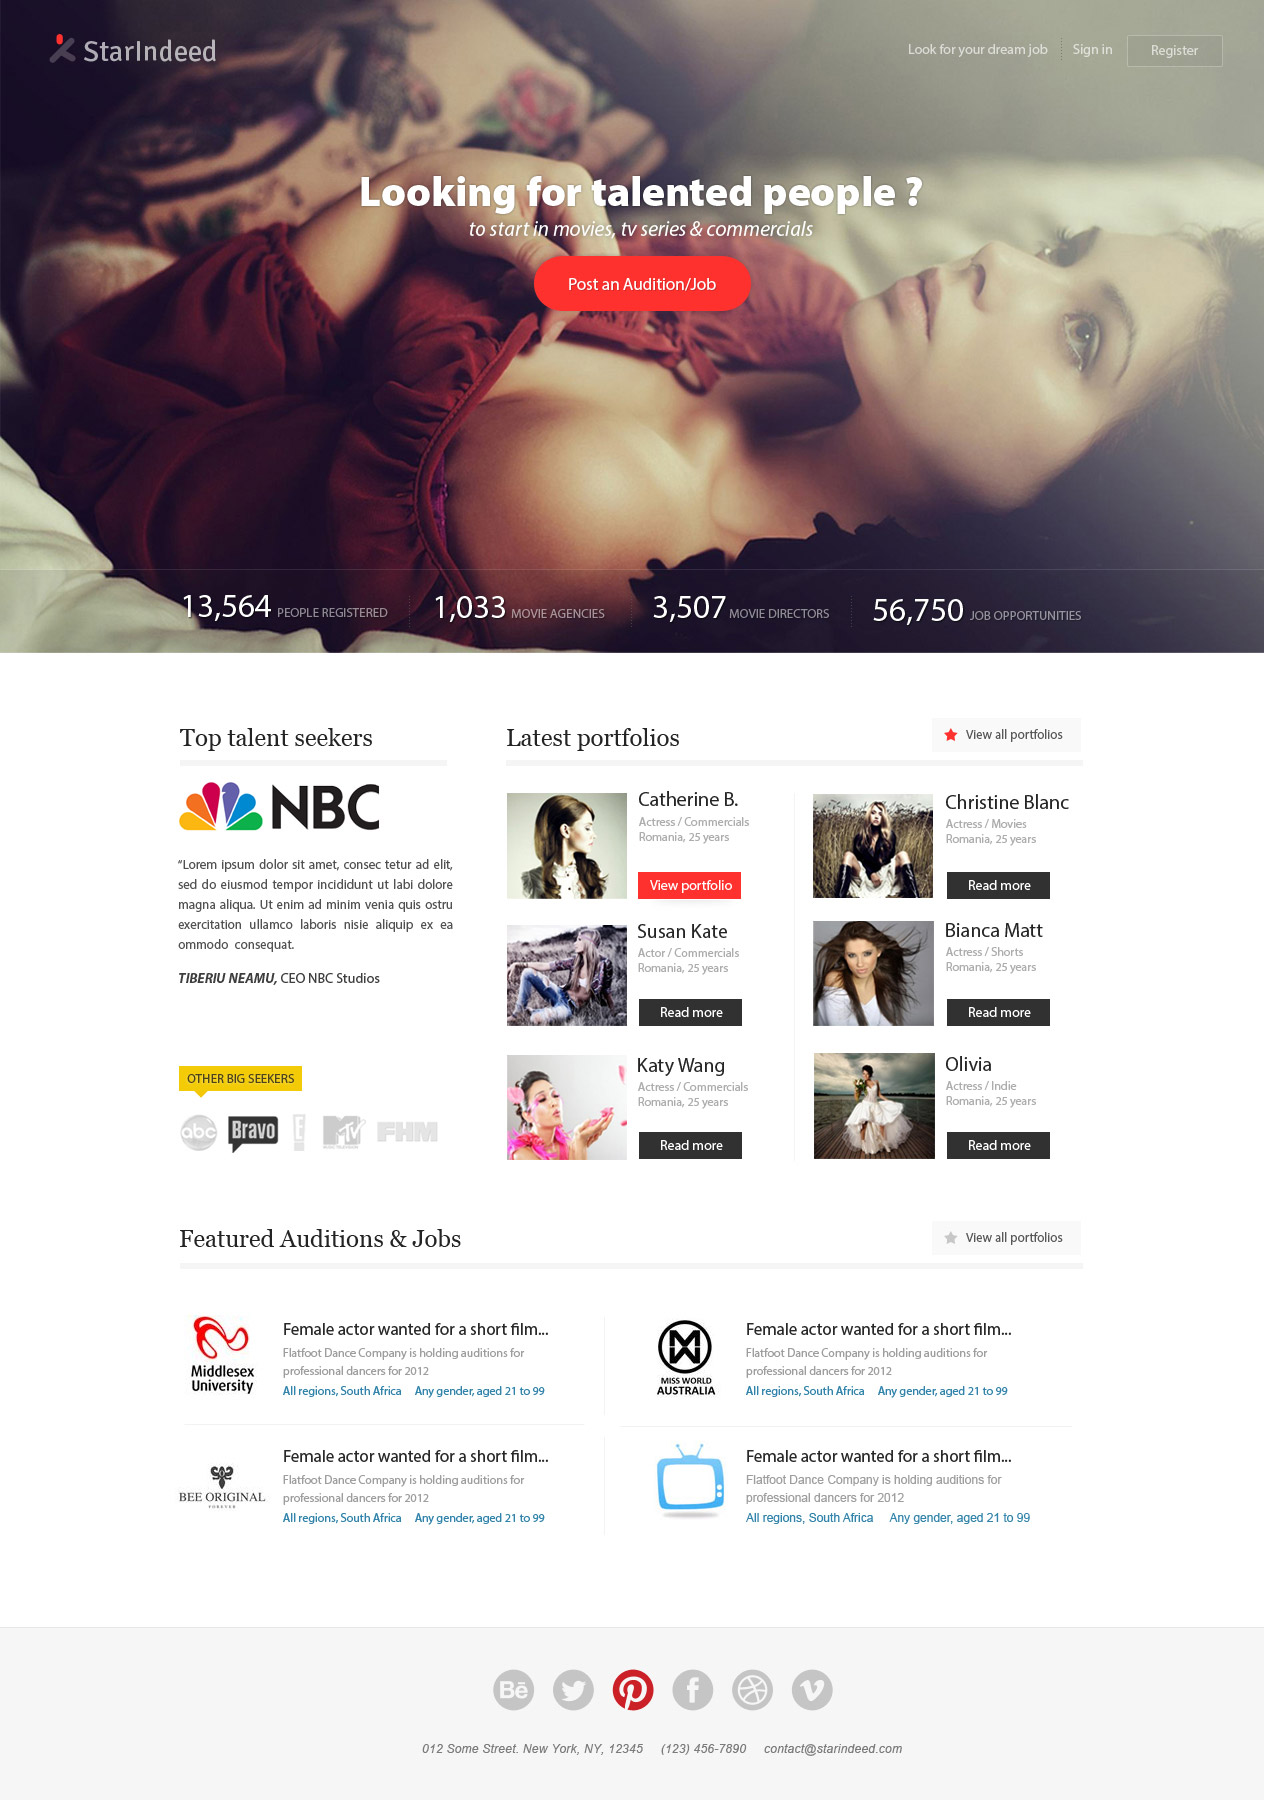 StarIndeed
Look for your dream job
Sign in
Register
Looking for talented people ?
to start in movies, tv series & commercials
Post an Audition/Job
13,564 PEOPLE REGISTERED
1,033 MOVIE AGENCIES
3,507 MOVIE DIRECTORS
56,750 JOB OPPORTUNITIES
Top talent seekers
NBC
"Lorem ipsum dolor sit amet, consec tetur ad elit,
sed do eiusmod tempor incididunt ut labi dolore
magna aliqua. Ut enim ad minim venia quis ostru
exercitation ullamco laboris nisie aliquip ex ea
ommodo consequat.
TIBERIU NEAMU, CEO NBC Studios
OTHER BIG SEEKERS
abc
Bravo
E!
MTV
MUSIC TELEVISION
FHM
Latest portfolios
View all portfolios
Catherine B.
Actress / Commercials
Romania, 25 years
View portfolio
Christine Blanc
Actress / Movies
Romania, 25 years
Read more
Susan Kate
Actor / Commercials
Romania, 25 years
Read more
Bianca Matt
Actress / Shorts
Romania, 25 years
Read more
Katy Wang
Actress / Commercials
Romania, 25 years
Read more
Olivia
Actress / Indie
Romania, 25 years
Read more
Featured Auditions & Jobs
View all portfolios
Middlesex
University
Female actor wanted for a short film...
Flatfoot Dance Company is holding auditions for
professional dancers for 2012
All regions, South Africa Any gender, aged 21 to 99
MISS WORLD
AUSTRALIA
Female actor wanted for a short film...
Flatfoot Dance Company is holding auditions for
professional dancers for 2012
All regions, South Africa Any gender, aged 21 to 99
BEE ORIGINAL
FOREVER
Female actor wanted for a short film...
Flatfoot Dance Company is holding auditions for
professional dancers for 2012
All regions, South Africa Any gender, aged 21 to 99
Female actor wanted for a short film...
Flatfoot Dance Company is holding auditions for
professional dancers for 2012
All regions, South Africa Any gender, aged 21 to 99
Bē
012 Some Street. New York, NY, 12345 (123) 456-7890 contact@starindeed.com